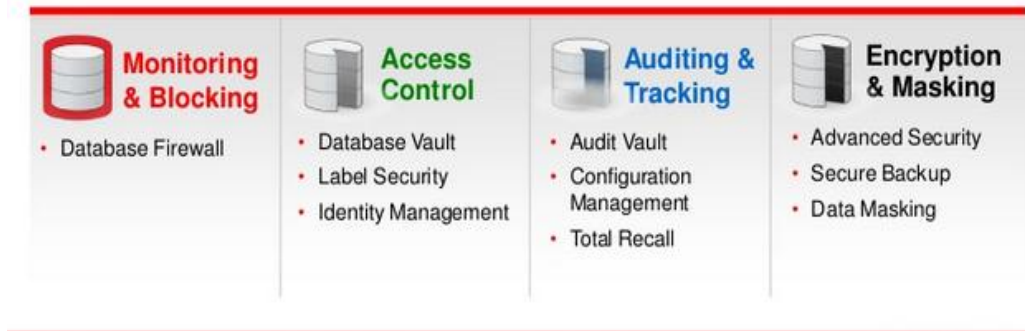 Monitoring
& Blocking
• Database Firewall
Access
Control
• Database Vault
• Label Security
• Identity Management
Auditing &
Tracking
• Audit Vault
• Configuration
Management
• Total Recall
Encryption
& Masking
• Advanced Security
• Secure Backup
• Data Masking